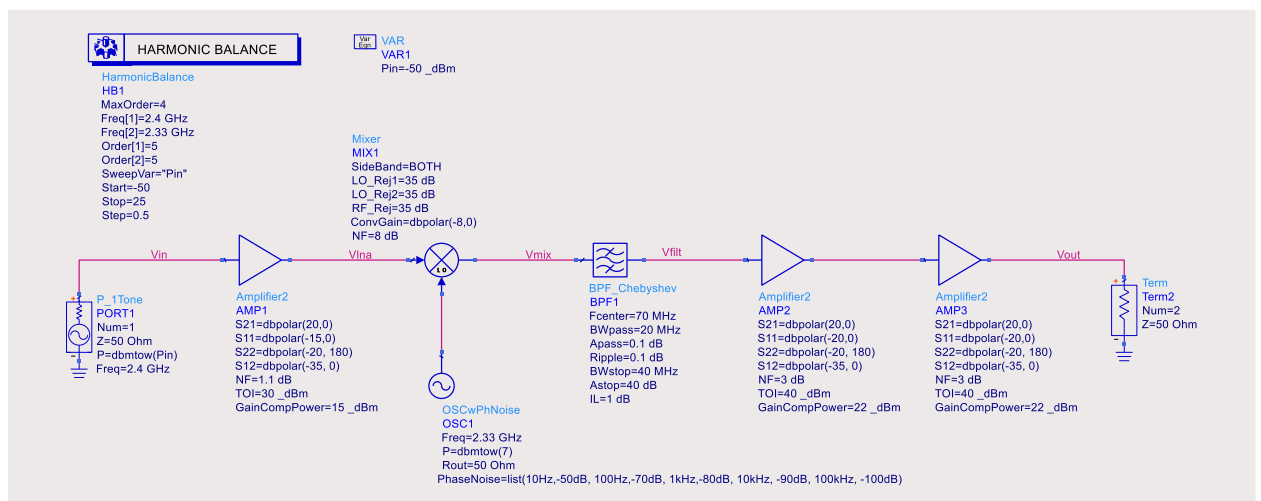 HARMONIC BALANCE
HarmonicBalance
HB1
MaxOrder=4
Freq[1]=2.4 GHz
Freq[2]=2.33 GHz
Order[1]=5
Order[2]=5
SweepVar="Pin"
Start=-50
Stop=25
Step=0.5
Var
Eqn
VAR
VAR1
Pin=-50 _dBm
Mixer
MIX1
SideBand=BOTH
LO_Rej1=35 dB
LO_Rej2=35 dB
RF_Rej=35 dB
ConvGain=dbpolar(-8,0)
NF=8 dB
Vin
Vlna
LO
Vmix
Vfilt
Vout
P_1Tone
PORT1
Num=1
Z=50 Ohm
P=dbmtow(Pin)
Freq=2.4 GHz
Amplifier2
AMP1
S21=dbpolar(20,0)
S11=dbpolar(-15,0)
S22=dbpolar(-20, 180)
S12=dbpolar(-35, 0)
NF=1.1 dB
TOI=30 _dBm
GainCompPower=15 _dBm
OSCwPhNoise
OSC1
Freq=2.33 GHz
P=dbmtow(7)
Rout=50 Ohm
PhaseNoise=list(10Hz,-50dB, 100Hz,-70dB, 1kHz,-80dB, 10kHz, -90dB, 100kHz, -100dB)
BPF_Chebyshev
BPF1
Fcenter=70 MHz
BWpass=20 MHz
Apass=0.1 dB
Ripple=0.1 dB
BWstop=40 MHz
Astop=40 dB
IL=1 dB
Amplifier2
AMP2
S21=dbpolar(20,0)
S11=dbpolar(-20,0)
S22=dbpolar(-20, 180)
S12=dbpolar(-35, 0)
NF=3 dB
TOI=40 _dBm
GainCompPower=22 _dBm
Amplifier2
AMP3
S21=dbpolar(20,0)
S11=dbpolar(-20,0)
S22=dbpolar(-20, 180)
S12=dbpolar(-35, 0)
NF=3 dB
TOI=40 _dBm
GainCompPower=22 _dBm
Term
Term2
Num=2
Z=50 Ohm